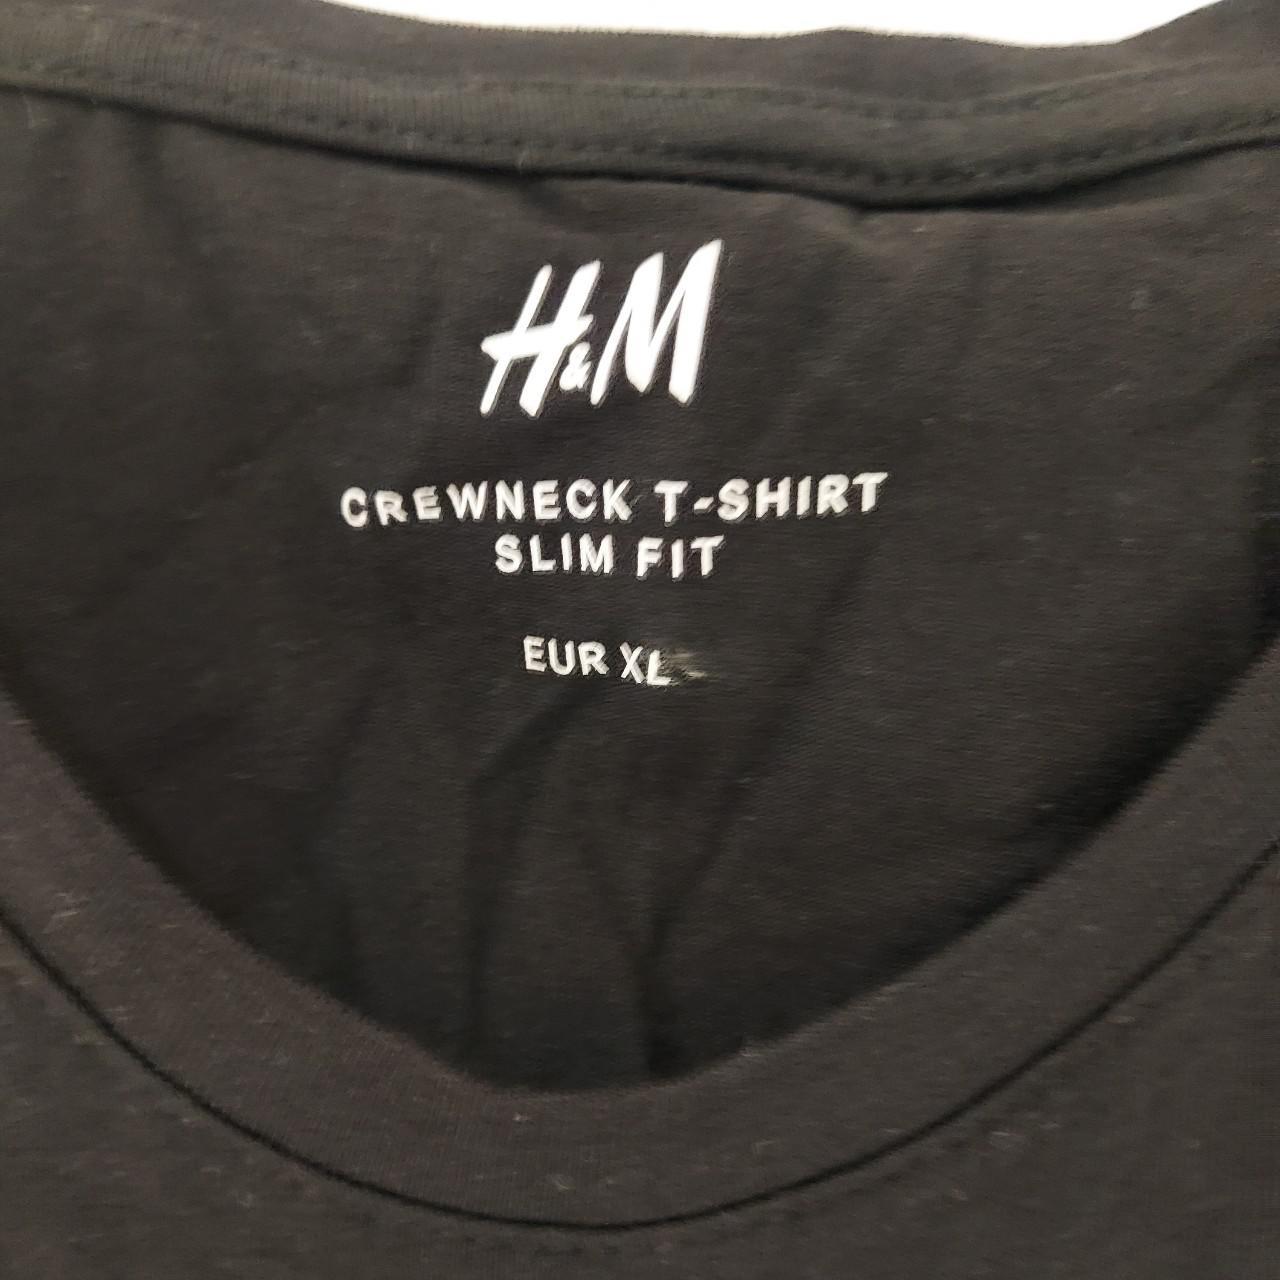 H&M
CREWNECK T-SHIRT
SLIM FIT
EUR XL